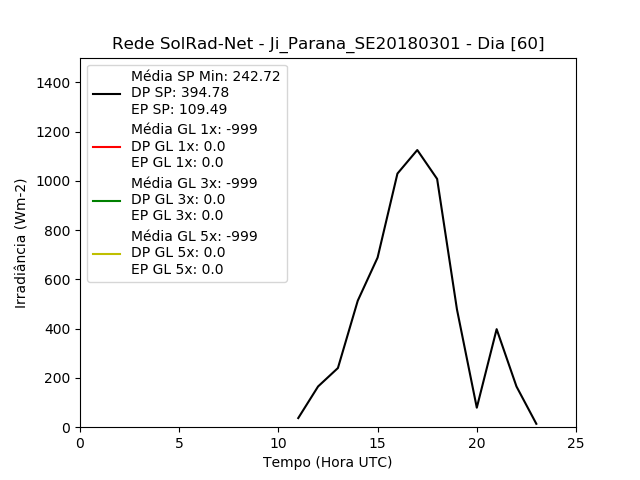 Rede SolRad-Net - Ji_Parana_SE20180301 - Dia [60]
Média SP Min: 242.72
DP SP: 394.78
EP SP: 109.49
Média GL 1x: -999
DP GL 1x: 0.0
EP GL 1x: 0.0
Média GL 3x: -999
DP GL 3x: 0.0
EP GL 3x: 0.0
Média GL 5x: -999
DP GL 5x: 0.0
EP GL 5x: 0.0
Irradiância (Wm-2)
1400
1200
1000
800
600
400
200
0
0 5 10 15 20 25
Tempo (Hora UTC)